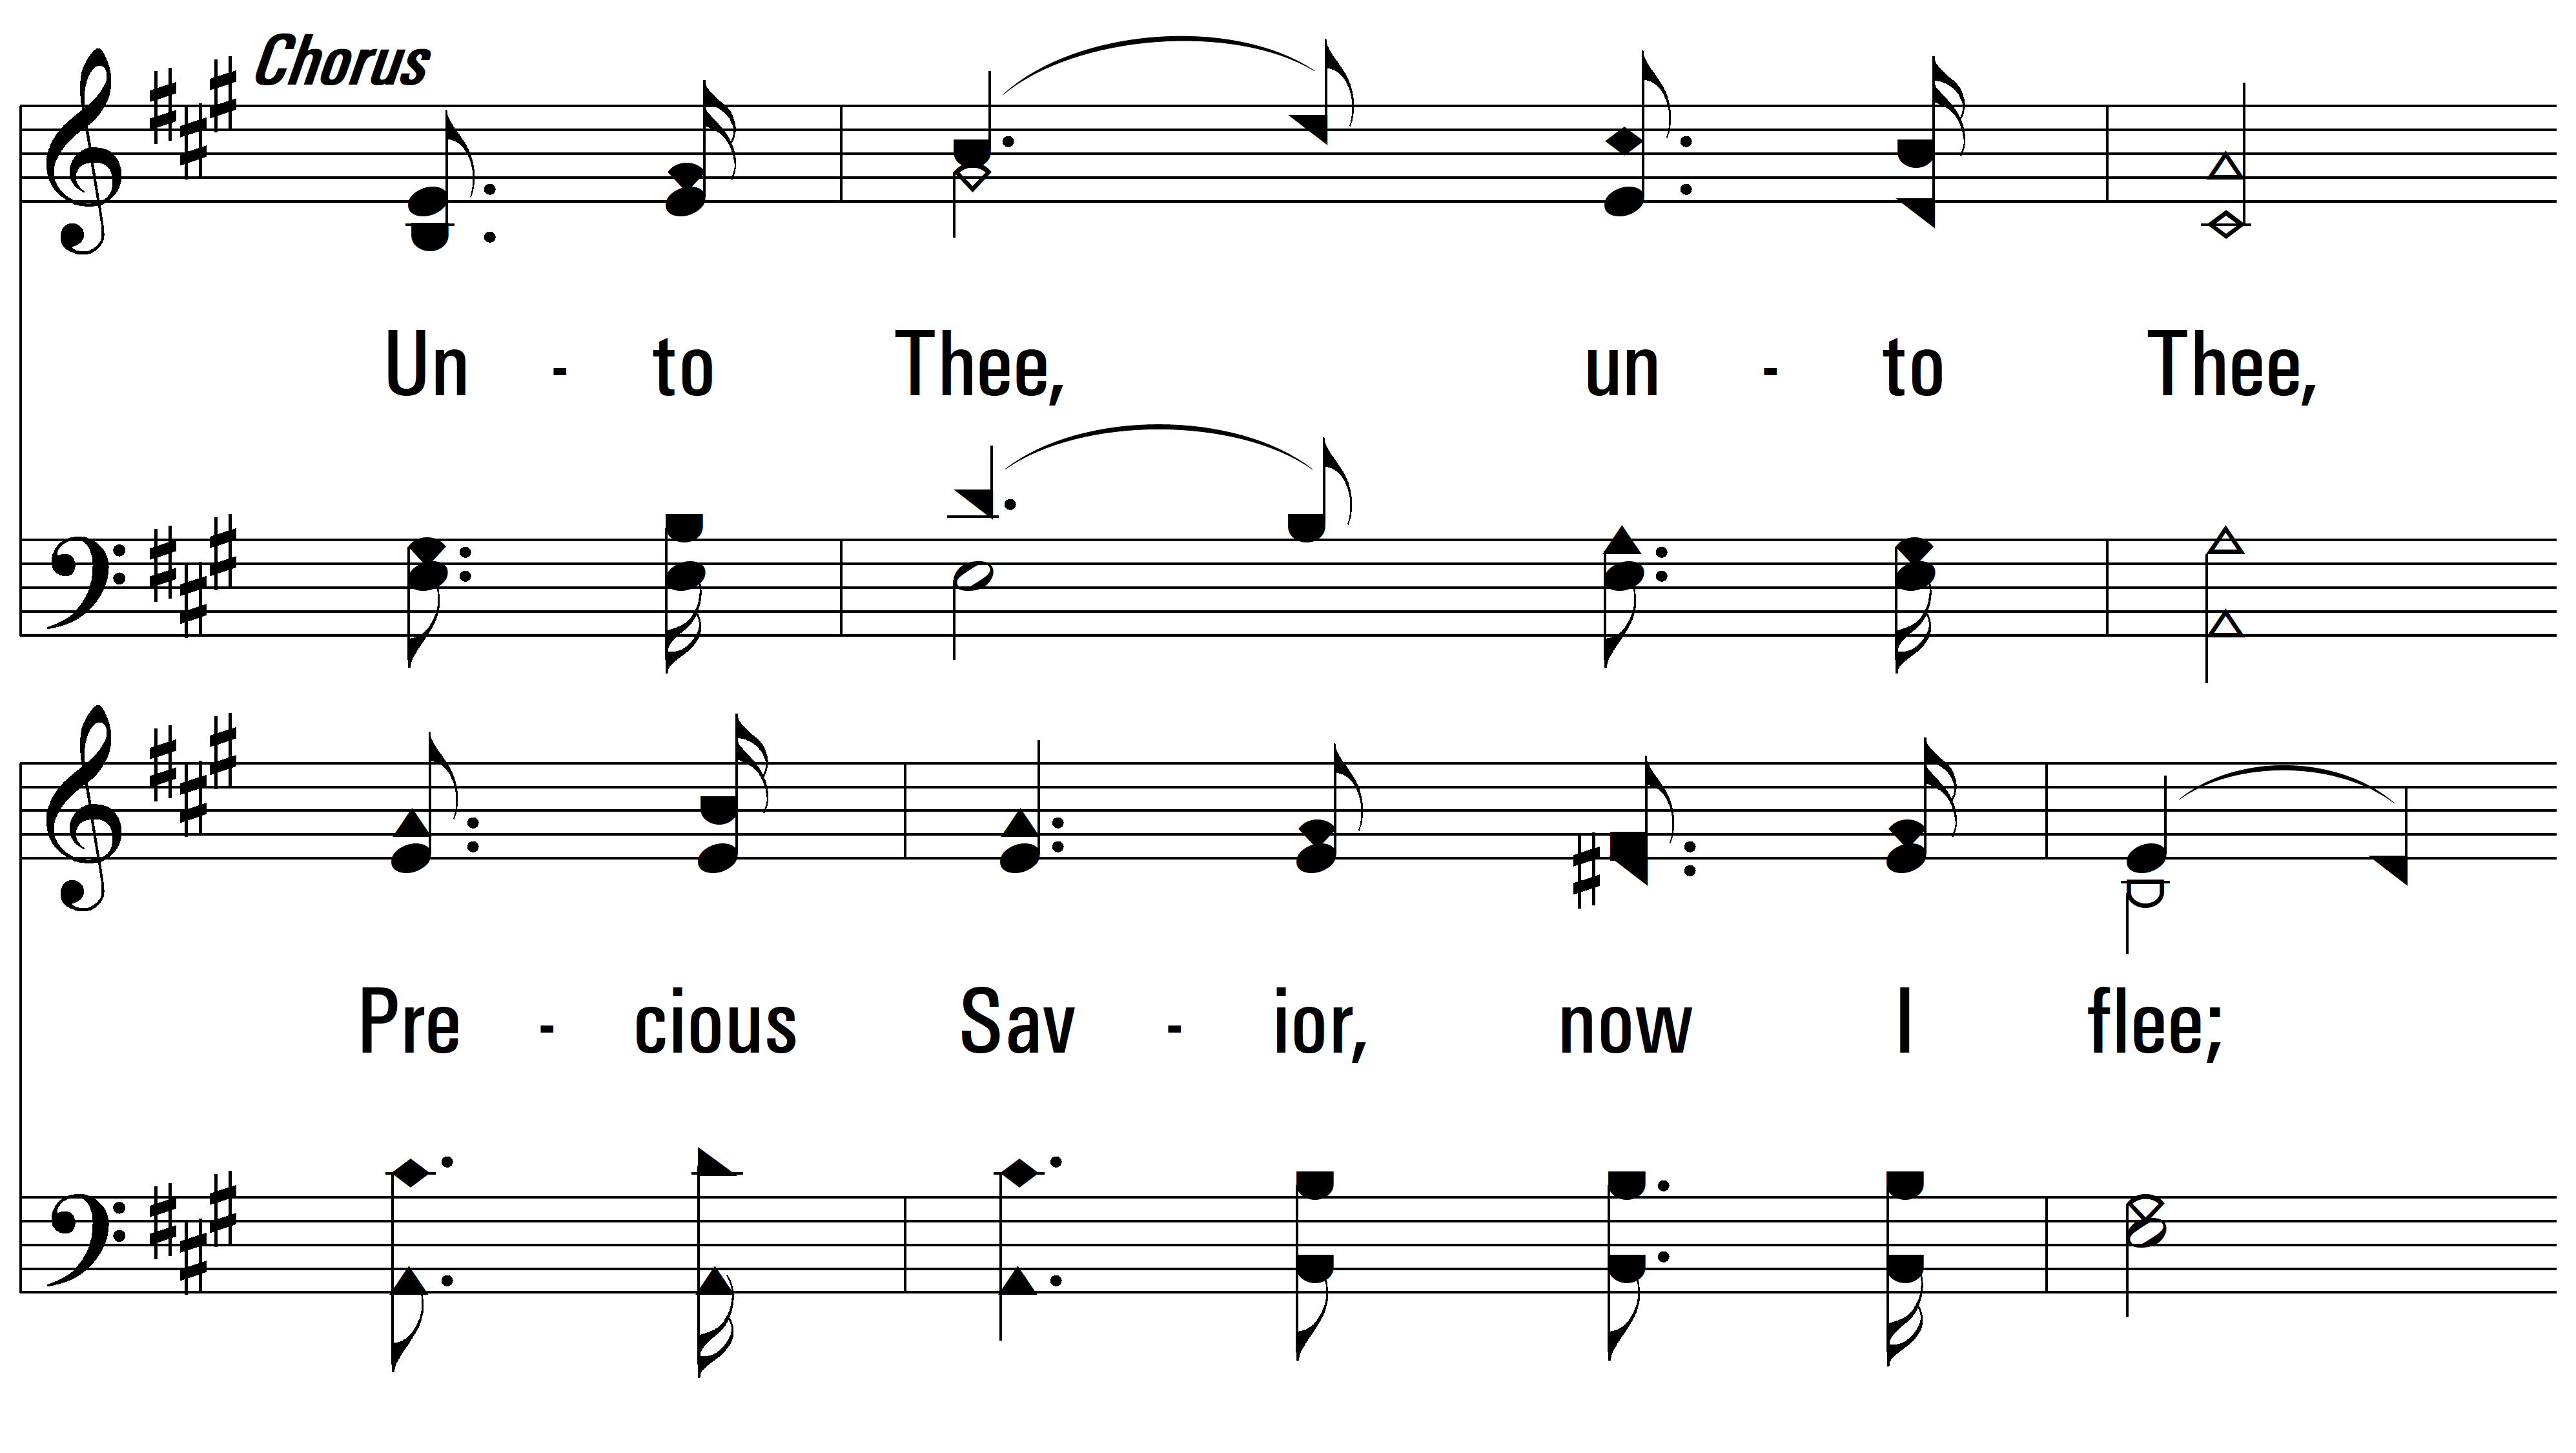 Chorus
Un - to Thee, un - to Thee,
Pre - cious Sav - ior, now I flee;